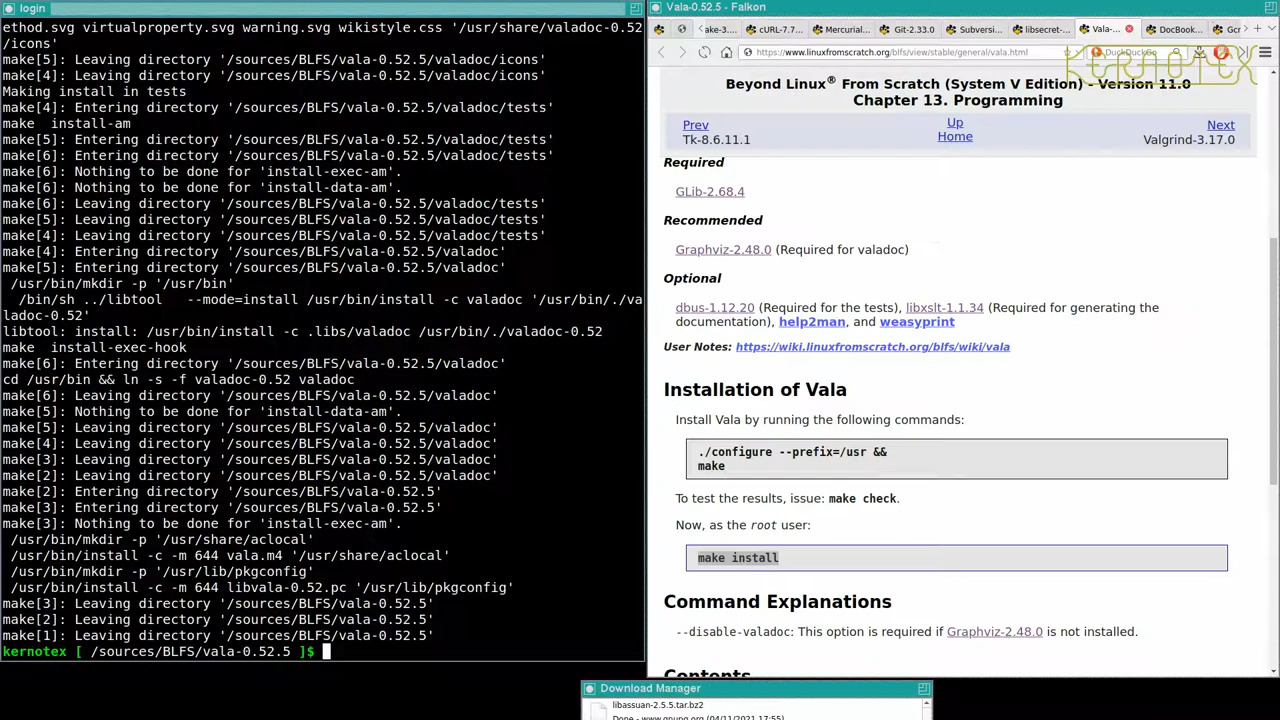 login
ethod.svg virtualproperty.svg warning.svg wikistyle.css '/usr/share/valadoc-0.52
/icons'
make[5]: Leaving directory '/sources/BLFS/vala-0.52.5/valadoc/icons'
make[4]: Leaving directory '/sources/BLFS/vala-0.52.5/valadoc/icons'
Making install in tests
make[4]: Entering directory '/sources/BLFS/vala-0.52.5/valadoc/tests'
make  install-am
make[5]: Entering directory '/sources/BLFS/vala-0.52.5/valadoc/tests'
make[6]: Entering directory '/sources/BLFS/vala-0.52.5/valadoc/tests'
make[6]: Nothing to be done for 'install-exec-am'.
make[6]: Nothing to be done for 'install-data-am'.
make[6]: Leaving directory '/sources/BLFS/vala-0.52.5/valadoc/tests'
make[5]: Leaving directory '/sources/BLFS/vala-0.52.5/valadoc/tests'
make[4]: Leaving directory '/sources/BLFS/vala-0.52.5/valadoc/tests'
make[4]: Entering directory '/sources/BLFS/vala-0.52.5/valadoc'
make[5]: Entering directory '/sources/BLFS/vala-0.52.5/valadoc'
/usr/bin/mkdir -p '/usr/bin'
/bin/sh ../libtool   --mode=install /usr/bin/install -c valadoc '/usr/bin/./va
ladoc-0.52'
libtool: install: /usr/bin/install -c .libs/valadoc /usr/bin/./valadoc-0.52
make  install-exec-hook
make[6]: Entering directory '/sources/BLFS/vala-0.52.5/valadoc'
cd /usr/bin && ln -s -f valadoc-0.52 valadoc
make[6]: Leaving directory '/sources/BLFS/vala-0.52.5/valadoc'
make[5]: Nothing to be done for 'install-data-am'.
make[5]: Leaving directory '/sources/BLFS/vala-0.52.5/valadoc'
make[4]: Leaving directory '/sources/BLFS/vala-0.52.5/valadoc'
make[3]: Leaving directory '/sources/BLFS/vala-0.52.5/valadoc'
make[2]: Leaving directory '/sources/BLFS/vala-0.52.5/valadoc'
make[2]: Entering directory '/sources/BLFS/vala-0.52.5'
make[3]: Entering directory '/sources/BLFS/vala-0.52.5'
make[3]: Nothing to be done for 'install-exec-am'.
/usr/bin/mkdir -p '/usr/share/aclocal'
/usr/bin/install -c -m 644 vala.m4 '/usr/share/aclocal'
/usr/bin/mkdir -p '/usr/lib/pkgconfig'
/usr/bin/install -c -m 644 libvala-0.52.pc '/usr/lib/pkgconfig'
make[3]: Leaving directory '/sources/BLFS/vala-0.52.5'
make[2]: Leaving directory '/sources/BLFS/vala-0.52.5'
make[1]: Leaving directory '/sources/BLFS/vala-0.52.5'
kernotex [ /sources/BLFS/vala-0.52.5 ]$
Vala-0.52.5 - Falkon
ake-3.... cURL-7.7... Mercurial... Git-2.33.0 Subversi... libsecret-... Vala-... DocBook... Gcr
https://www.linuxfromscratch.org/blfs/view/stable/general/vala.html DuckDuckGo
KERNOTEX
Beyond Linux® From Scratch (System V Edition) - Version 11.0
Chapter 13. Programming
Prev Up Next
Tk-8.6.11.1 Home Valgrind-3.17.0
Required
GLib-2.68.4
Recommended
Graphviz-2.48.0 (Required for valadoc)
Optional
dbus-1.12.20 (Required for the tests), libxslt-1.1.34 (Required for generating the
documentation), help2man, and weasyprint
User Notes: https://wiki.linuxfromscratch.org/blfs/wiki/vala
Installation of Vala
Install Vala by running the following commands:
./configure --prefix=/usr &&
make
To test the results, issue: make check.
Now, as the root user:
make install
Command Explanations
--disable-valadoc: This option is required if Graphviz-2.48.0 is not installed.
Contents
Download Manager
libassuan-2.5.5.tar.bz2
Done - www.gnupg.org (04/11/2021 17:55)